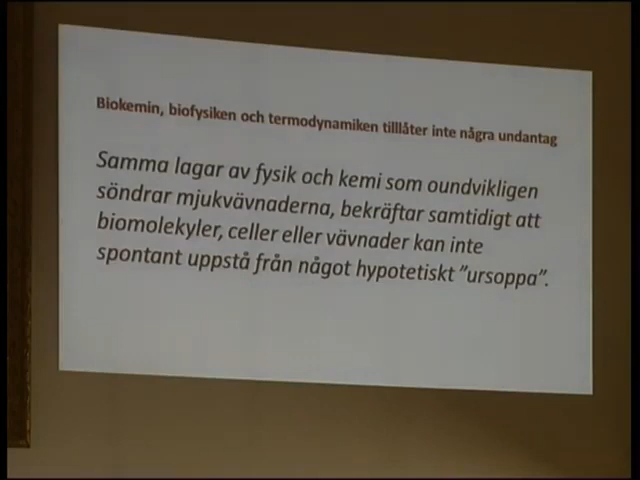 Biokemin, biofysiken och termodynamiken tilllåter inte några undantag
Samma lagar av fysik och kemi som oundvikligen
söndrar mjukvävnaderna, bekräftar samtidigt att
biomolekyler, celler eller vävnader kan inte
spontant uppstå från något hypotetiskt ”ursoppa”.